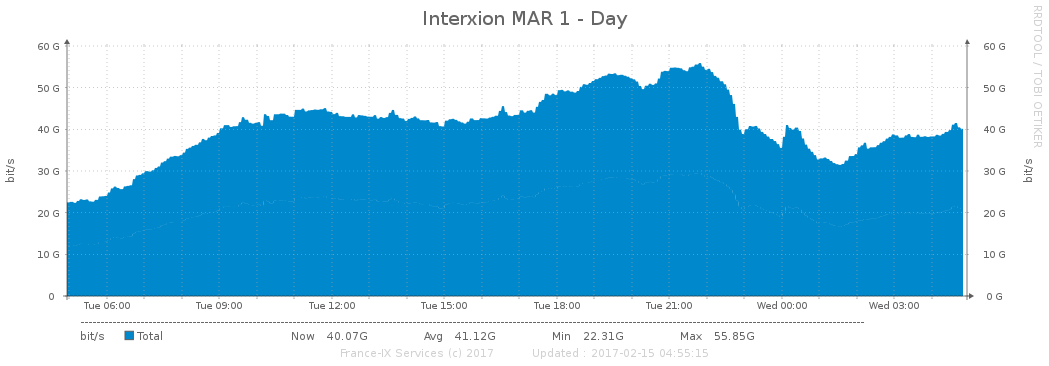 Interxion MAR 1 - Day
RRDTOOL / TOBI OETIKER
bit/s
60 G
50 G
40 G
30 G
20 G
10 G
0
60 G
50 G
40 G
30 G
20 G
10 G
0 G
bit/s
Tue 06:00 Tue 09:00 Tue 12:00 Tue 15:00 Tue 18:00 Tue 21:00 Wed 00:00 Wed 03:00
bit/s Total Now 40.07G Avg 41.12G Min 22.31G Max 55.85G
France-IX Services (c) 2017 Updated : 2017-02-15 04:55:15